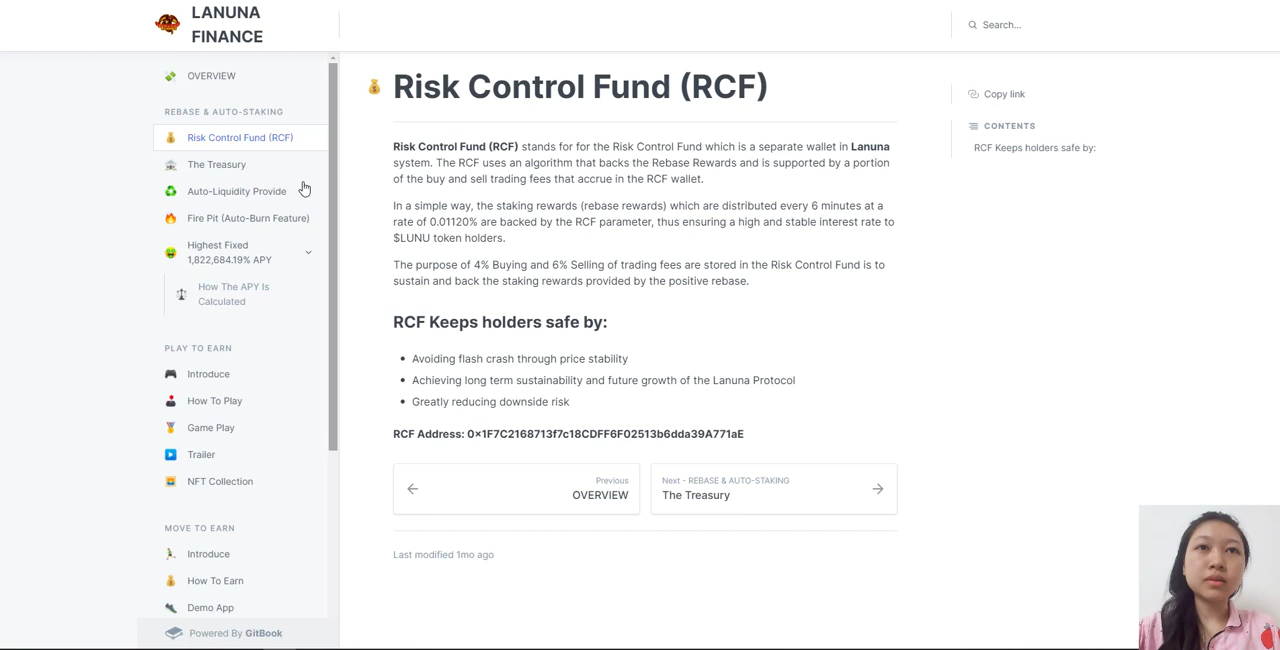 LANUNA
FINANCE
Search...
OVERVIEW
REBASE & AUTO-STAKING
Risk Control Fund (RCF)
The Treasury
Auto-Liquidity Provide
Fire Pit (Auto-Burn Feature)
Highest Fixed
1,822,684.19% APY
How The APY Is
Calculated
PLAY TO EARN
Introduce
How To Play
Game Play
Trailer
NFT Collection
MOVE TO EARN
Introduce
How To Earn
Demo App
Powered By GitBook
Risk Control Fund (RCF)
Risk Control Fund (RCF) stands for for the Risk Control Fund which is a separate wallet in Lanuna
system. The RCF uses an algorithm that backs the Rebase Rewards and is supported by a portion
of the buy and sell trading fees that accrue in the RCF wallet.
In a simple way, the staking rewards (rebase rewards) which are distributed every 6 minutes at a
rate of 0.01120% are backed by the RCF parameter, thus ensuring a high and stable interest rate to
$LUNU token holders.
The purpose of 4% Buying and 6% Selling of trading fees are stored in the Risk Control Fund is to
sustain and back the staking rewards provided by the positive rebase.
RCF Keeps holders safe by:
• Avoiding flash crash through price stability
• Achieving long term sustainability and future growth of the Lanuna Protocol
• Greatly reducing downside risk
RCF Address: 0x1F7C2168713f7c18CDFF6F02513b6dda39A771aE
Previous
OVERVIEW
Next - REBASE & AUTO-STAKING
The Treasury
Last modified 1mo ago
Copy link
CONTENTS
RCF Keeps holders safe by: